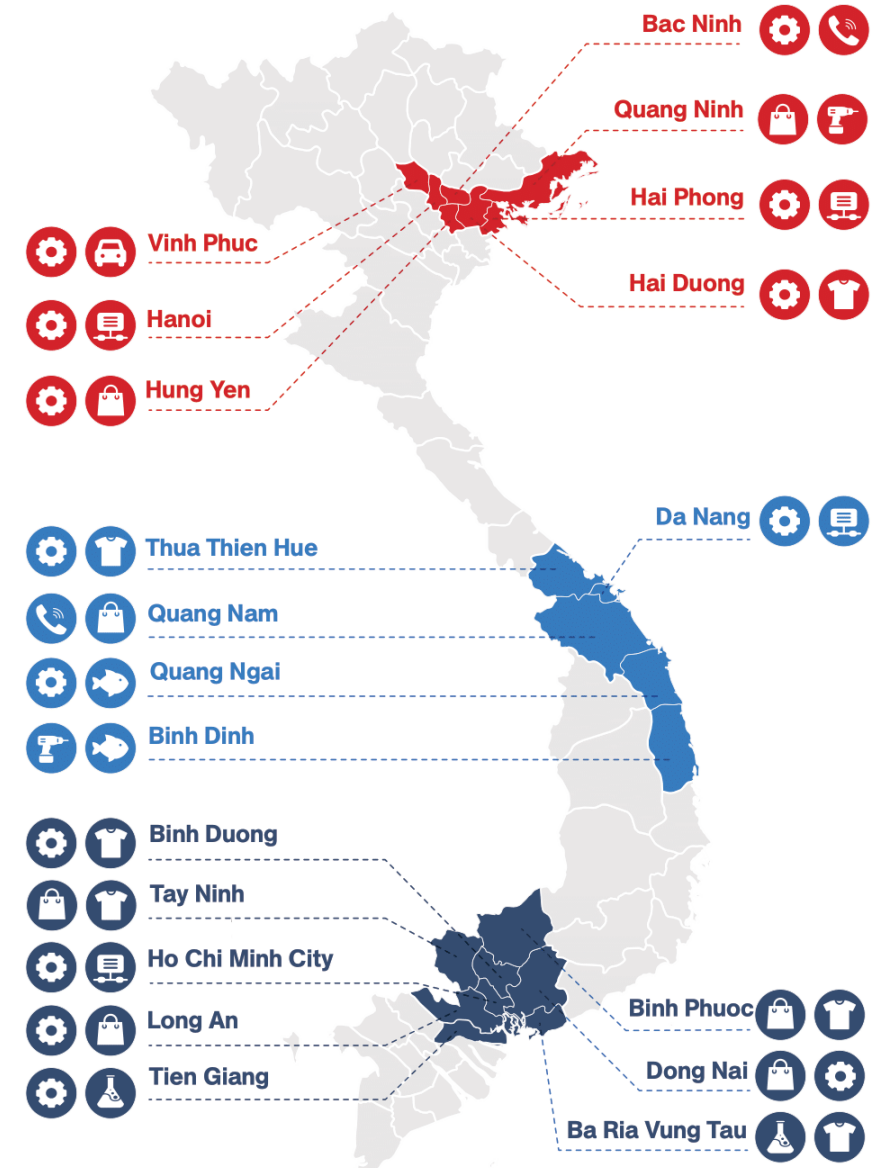 Bac Ninh
Quang Ninh
Hai Phong
Hai Duong
Vinh Phuc
Hanoi
Hung Yen
Da Nang
Thua Thien Hue
Quang Nam
Quang Ngai
Binh Dinh
Binh Duong
Tay Ninh
Ho Chi Minh City
Long An
Tien Giang
Binh Phuoc
Dong Nai
Ba Ria Vung Tau